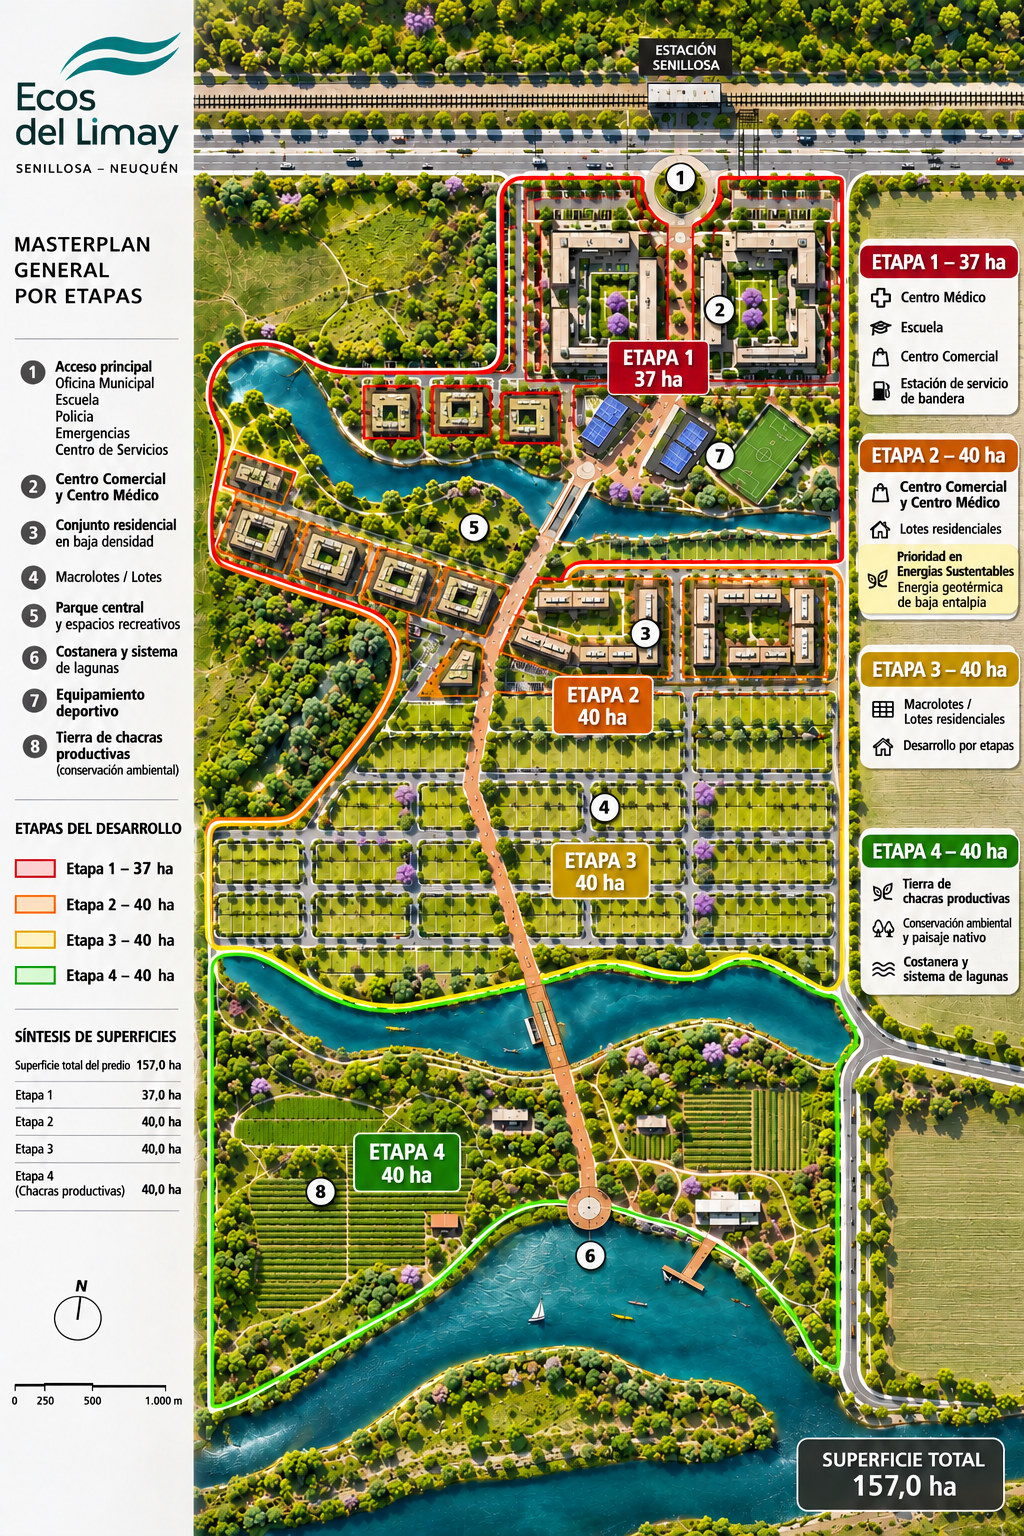 Ecos
del Limay
SENILLOSA – NEUQUÉN
MASTERPLAN
GENERAL
POR ETAPAS
1
Acceso principal
Oficina Municipal
Escuela
Policia
Emergencias
Centro de Servicios
2
Centro Comercial
y Centro Médico
3
Conjunto residencial
en baja densidad
4
Macrolotes / Lotes
5
Parque central
y espacios recreativos
6
Costanera y sistema
de lagunas
7
Equipamiento
deportivo
8
Tierra de chacras
productivas
(conservación ambiental)
ETAPAS DEL DESARROLLO
Etapa 1 – 37 ha
Etapa 2 – 40 ha
Etapa 3 – 40 ha
Etapa 4 – 40 ha
SÍNTESIS DE SUPERFICIES
Superficie total del predio 157,0 ha
Etapa 1 37,0 ha
Etapa 2 40,0 ha
Etapa 3 40,0 ha
Etapa 4
(Chacras productivas) 40,0 ha
N
0 250 500 1.000 m
ESTACIÓN
SENILLOSA
1
2
ETAPA 1
37 ha
7
5
3
ETAPA 2
40 ha
4
ETAPA 3
40 ha
ETAPA 4
40 ha
8
6
ETAPA 1 – 37 ha
Centro Médico
Escuela
Centro Comercial
Estación de servicio
de bandera
ETAPA 2 – 40 ha
Centro Comercial
y Centro Médico
Lotes residenciales
Prioridad en
Energías Sustentables
Energia geotérmica
de baja entalpia
ETAPA 3 – 40 ha
Macrolotes /
Lotes residenciales
Desarrollo por etapas
ETAPA 4 – 40 ha
Tierra de
chacras productivas
Conservación ambiental
y paisaje nativo
Costanera y
sistema de lagunas
SUPERFICIE TOTAL
157,0 ha